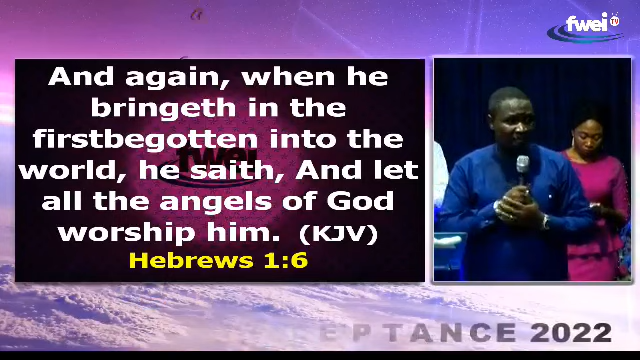 fwei TV
And again, when he
bringeth in the
firstbegotten into the
world, he saith, And let
all the angels of God
worship him. (KJV)
Hebrews 1:6
EPTANCE 2022